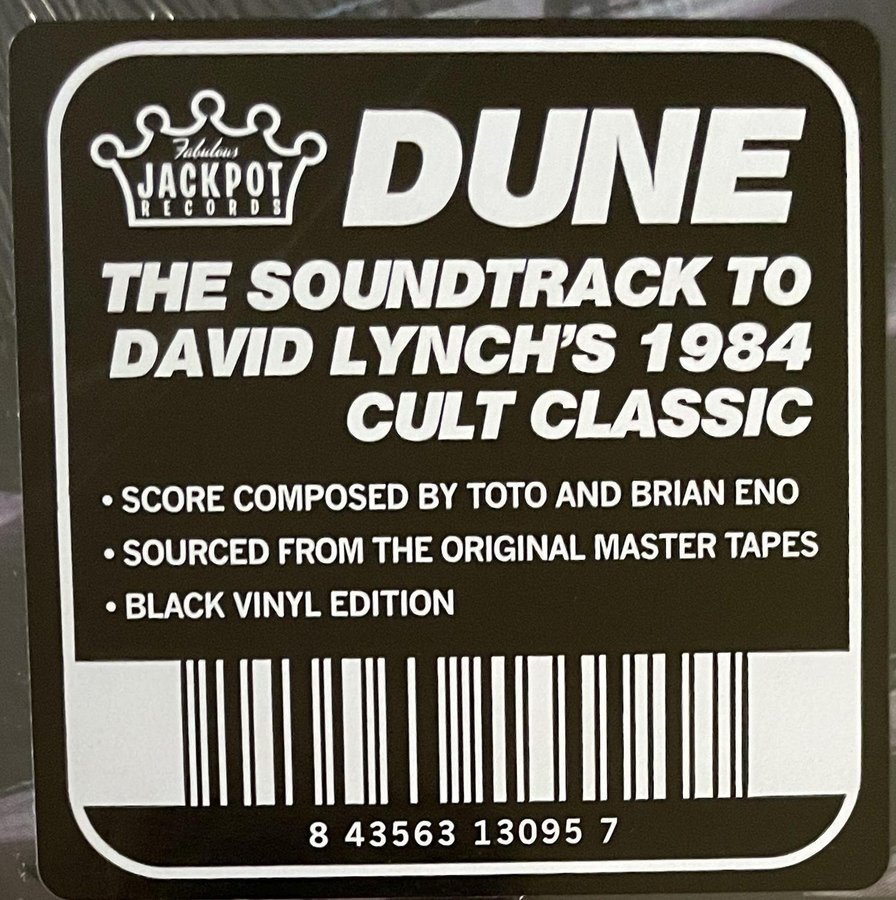 Fabulous
JACKPOT
RECORDS
DUNE
THE SOUNDTRACK TO
DAVID LYNCH'S 1984
CULT CLASSIC
• SCORE COMPOSED BY TOTO AND BRIAN ENO
• SOURCED FROM THE ORIGINAL MASTER TAPES
• BLACK VINYL EDITION
8 43563 13095 7